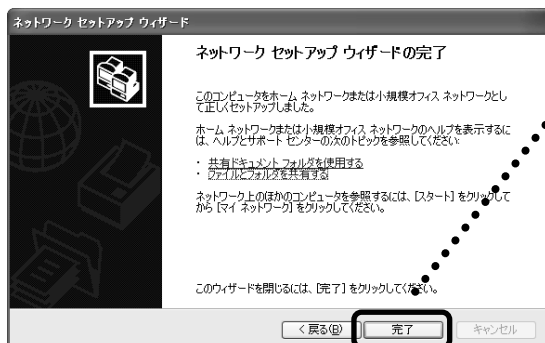 ネットワーク セットアップ ウィザード
ネットワーク セットアップ ウィザードの完了
このコンピュータをホーム ネットワークまたは小規模オフィス ネットワークとし
て正しくセットアップしました。
ホーム ネットワークまたは小規模オフィス ネットワークのヘルプを表示するに
は、ヘルプとサポート センターの次のトピックを参照してください:
・ 共有ドキュメント フォルダを使用する
・ ファイルとフォルダを共有する
ネットワーク上のほかのコンピュータを参照するには、[スタート] をクリックして
から [マイ ネットワーク] をクリックしてください。
このウィザードを閉じるには、[完了] をクリックしてください。
< 戻る(B)
完了
キャンセル